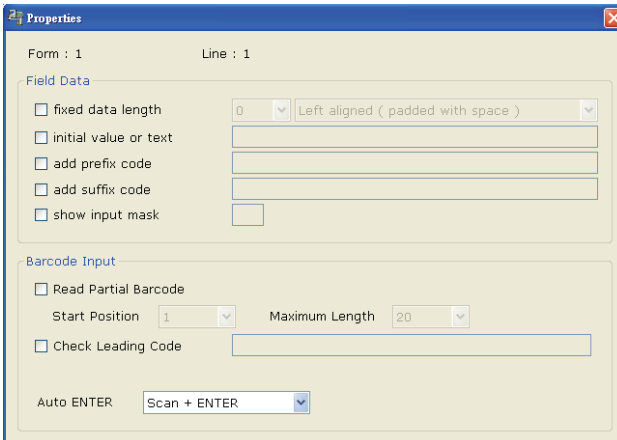 Properties
Form : 1 Line : 1
Field Data
fixed data length 0 Left aligned ( padded with space )
initial value or text
add prefix code
add suffix code
show input mask
Barcode Input
Read Partial Barcode
Start Position 1 Maximum Length 20
Check Leading Code
Auto ENTER Scan + ENTER